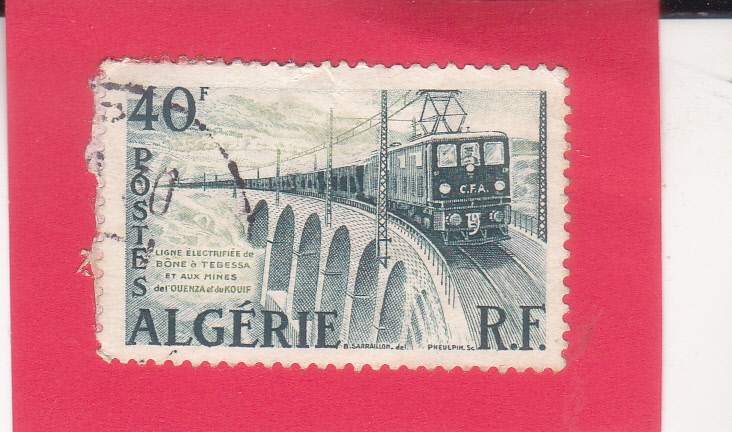 40F
POSTES
C.F.A.
LIGNE ÉLECTRIFIÉE de
BÔNE à TEBESSA
ET AUX MINES
de l'OUENZA et du KOUIF
ALGÉRIE
R.F.
B. SARRAILLON. del. PHEULPIN. Sc